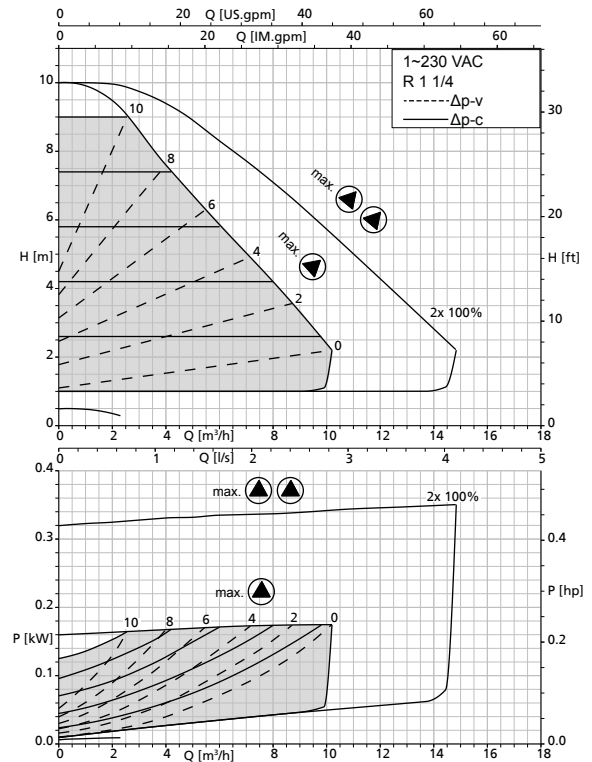 0 20 Q [US.gpm] 40 60
0 20 Q [IM.gpm] 40 60
1~230 VAC
R 1 1/4
Δp-v
Δp-c
10
10
30
8
8
max.
6
6
20
4
max.
H [m]
H [ft]
4
2
2x 100%
10
0
2
0
0
0 2 Q [m³/h] 4 6 8 10 12 14 16 18
0 1 Q [l/s] 2 3 4 5
0.4
max.
2x 100%
0.3
0.4
max.
P [hp]
0.2
10 8 6 4 2 0
P [kW]
0.2
0.1
0.0
0.0
0 2 Q [m³/h] 4 6 8 10 12 14 16 18